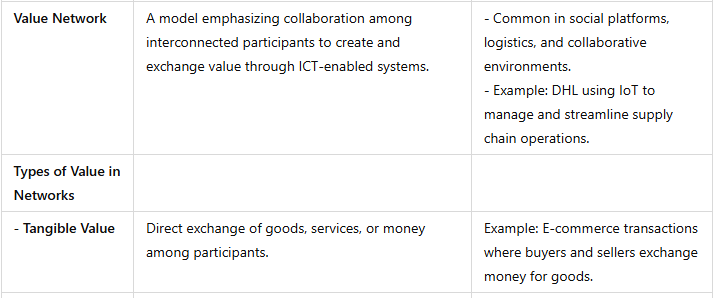 Value Network
A model emphasizing collaboration among
interconnected participants to create and
exchange value through ICT-enabled systems.
- Common in social platforms,
logistics, and collaborative
environments.
- Example: DHL using IoT to
manage and streamline supply
chain operations.
Types of Value in
Networks
- Tangible Value
Direct exchange of goods, services, or money
among participants.
Example: E-commerce transactions
where buyers and sellers exchange
money for goods.